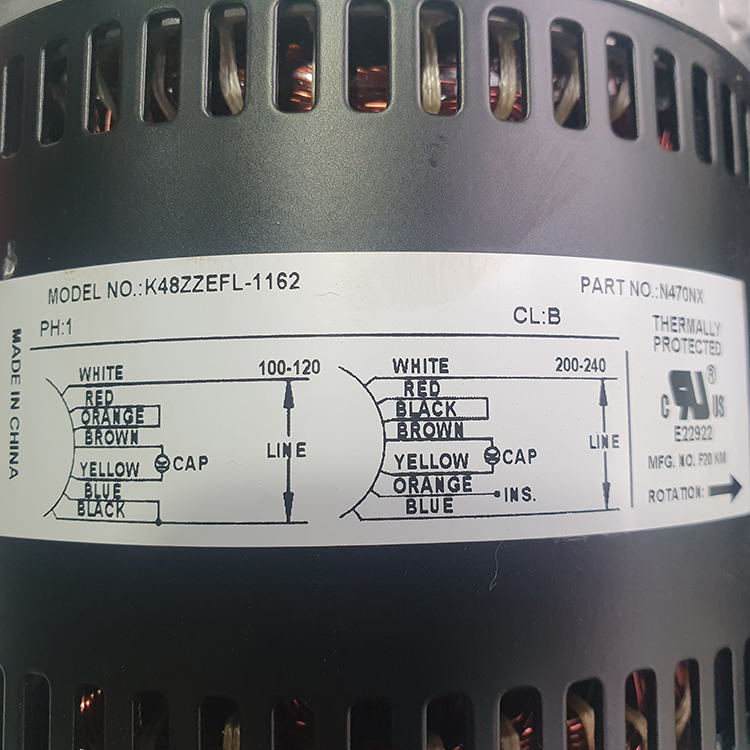 MODEL NO.:K48ZZEFL-1162
PART NO.:N470NX
PH:1
CL:B
MADE IN CHINA
WHITE
100-120
RED
ORANGE
BROWN
LINE
YELLOW
CAP
BLUE
BLACK
WHITE
200-240
RED
BLACK
BROWN
LINE
YELLOW
CAP
ORANGE
INS.
BLUE
THERMALLY
PROTECTED
C UR US
®
E22922
MFG. NO. F20 KM
ROTATION: